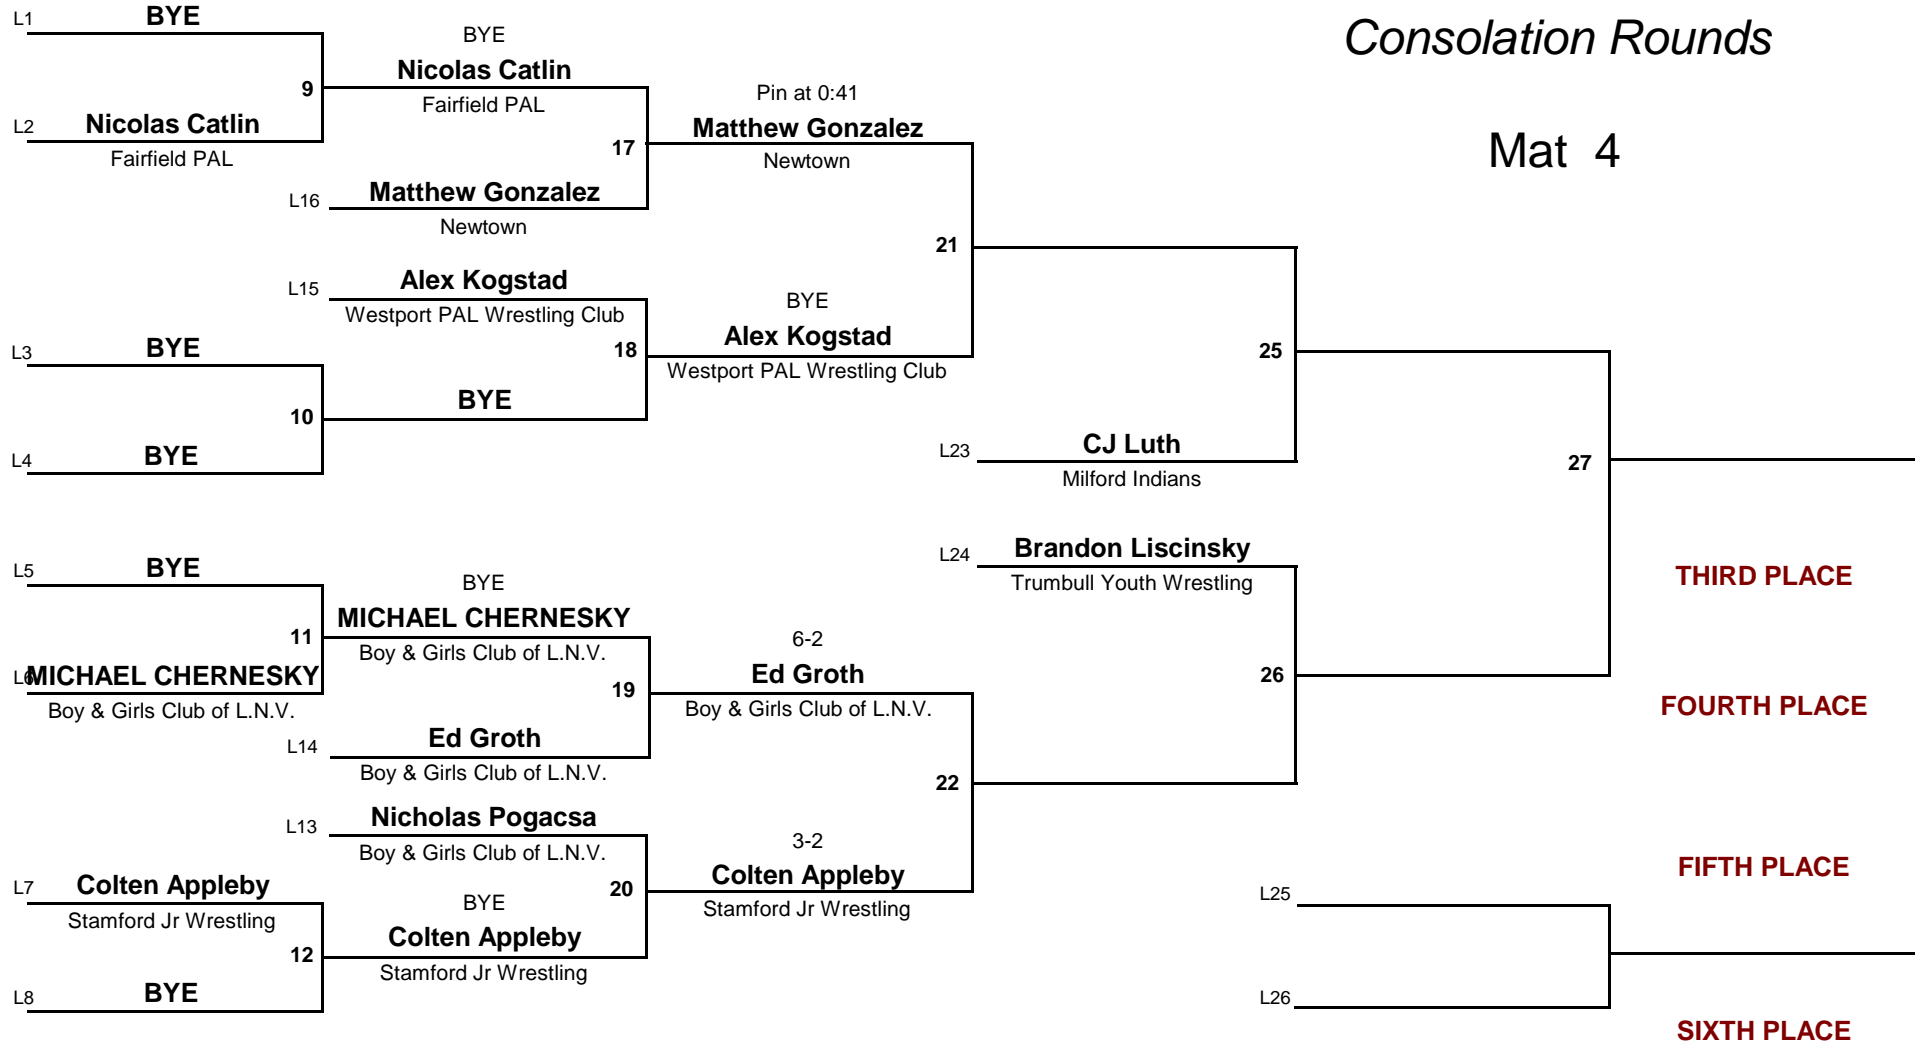 Consolation Rounds
Mat 4
L1 BYE
9
L2 Nicolas Catlin
Fairfield PAL
BYE
Nicolas Catlin
Fairfield PAL
17
L16 Matthew Gonzalez
Newtown
Pin at 0:41
Matthew Gonzalez
Newtown
21
L15 Alex Kogstad
Westport PAL Wrestling Club
18
BYE
Alex Kogstad
Westport PAL Wrestling Club
L3 BYE
10
BYE
L4 BYE
25
L23 CJ Luth
Milford Indians
27
L24 Brandon Liscinsky
Trumbull Youth Wrestling
THIRD PLACE
L5 BYE
11
L6 MICHAEL CHERNESKY
Boy & Girls Club of L.N.V.
BYE
MICHAEL CHERNESKY
Boy & Girls Club of L.N.V.
19
L14 Ed Groth
Boy & Girls Club of L.N.V.
6-2
Ed Groth
Boy & Girls Club of L.N.V.
26
FOURTH PLACE
22
L13 Nicholas Pogacsa
Boy & Girls Club of L.N.V.
20
3-2
Colten Appleby
Stamford Jr Wrestling
L7 Colten Appleby
Stamford Jr Wrestling
12
BYE
Colten Appleby
Stamford Jr Wrestling
L8 BYE
FIFTH PLACE
L25
L26
SIXTH PLACE